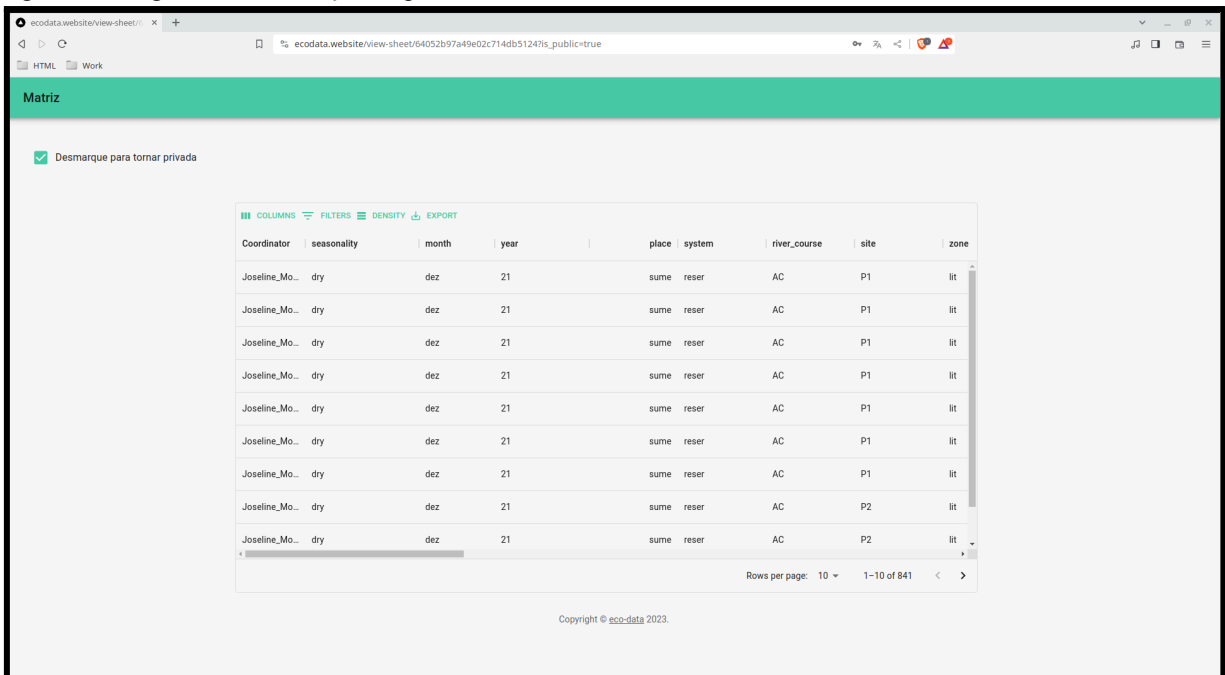 ecodata.website/view-sheet/
ecodata.website/view-sheet/64052b97a49e02c714db5124?is_public=true
HTML Work
Matriz
Desmarque para tornar privada
COLUMNS FILTERS DENSITY EXPORT
Coordinator seasonality month year place system river_course site zone
Joseline_Mo... dry dez 21 sume reser AC P1 lit
Joseline_Mo... dry dez 21 sume reser AC P1 lit
Joseline_Mo... dry dez 21 sume reser AC P1 lit
Joseline_Mo... dry dez 21 sume reser AC P1 lit
Joseline_Mo... dry dez 21 sume reser AC P1 lit
Joseline_Mo... dry dez 21 sume reser AC P1 lit
Joseline_Mo... dry dez 21 sume reser AC P1 lit
Joseline_Mo... dry dez 21 sume reser AC P2 lit
Joseline_Mo... dry dez 21 sume reser AC P2 lit
Rows per page: 10 1–10 of 841
Copyright © eco-data 2023.